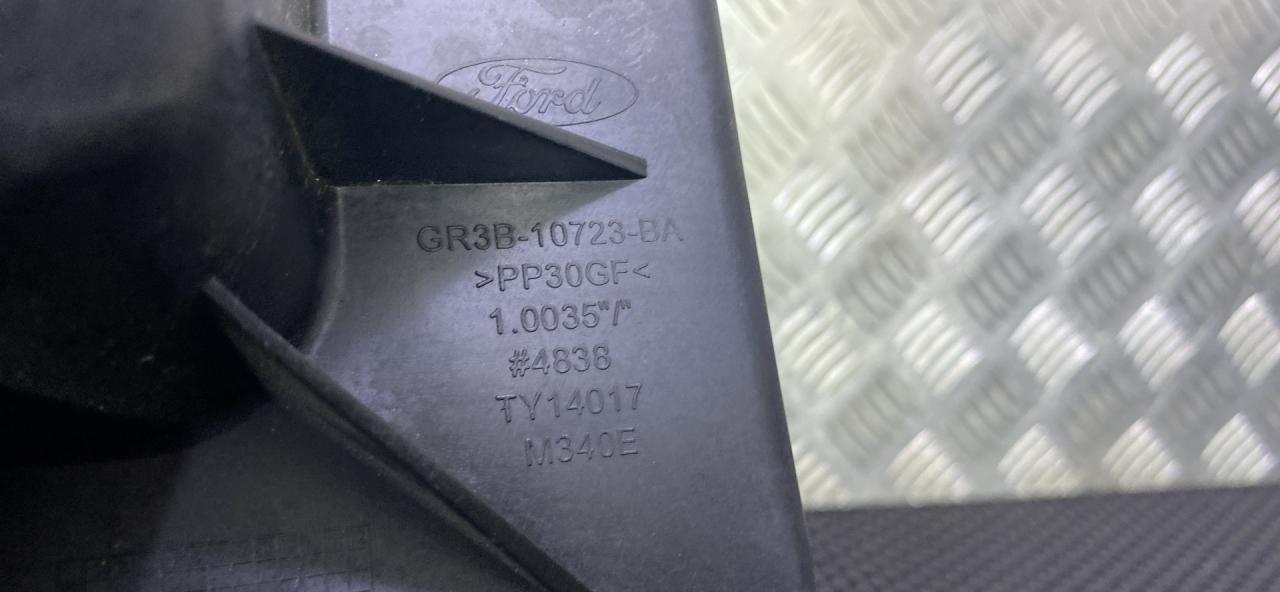 Ford
GR3B-10723-BA
>PP30GF<
1.0035"/"
#4838
TY14017
M340E